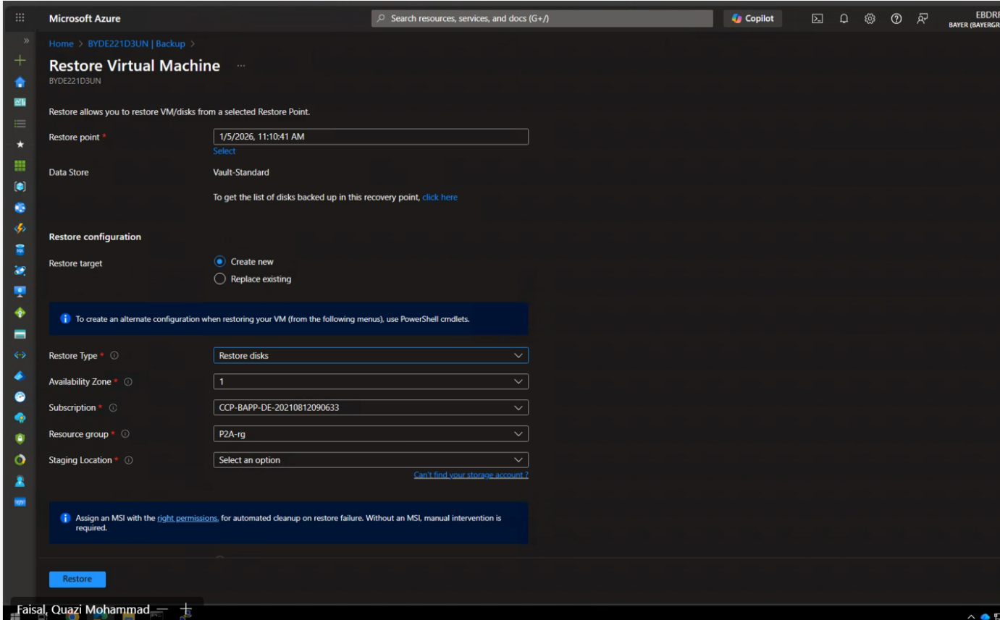 Microsoft Azure
Search resources, services, and docs (G+/)
Copilot
EBDRF
BAYER (BAYERGR
Home > BYDE221D3UN | Backup >
Restore Virtual Machine ...
BYDE221D3UN
Restore allows you to restore VM/disks from a selected Restore Point.
Restore point * 1/5/2026, 11:10:41 AM
Select
Data Store Vault-Standard
To get the list of disks backed up in this recovery point, click here
Restore configuration
Restore target Create new
Replace existing
To create an alternate configuration when restoring your VM (from the following menus), use PowerShell cmdlets.
Restore Type * Restore disks
Availability Zone * 1
Subscription * CCP-BAPP-DE-20210812090633
Resource group * P2A-rg
Staging Location * Select an option
Can't find your storage account ?
Assign an MSI with the right permissions, for automated cleanup on restore failure. Without an MSI, manual intervention is
required.
Restore
Faisal, Quazi Mohammad